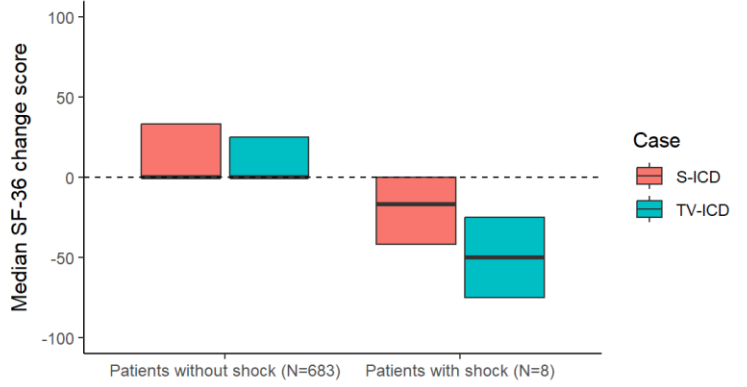 Median SF-36 change score
100
50
0
-50
-100
Patients without shock (N=683)
Patients with shock (N=8)
Case
S-ICD
TV-ICD